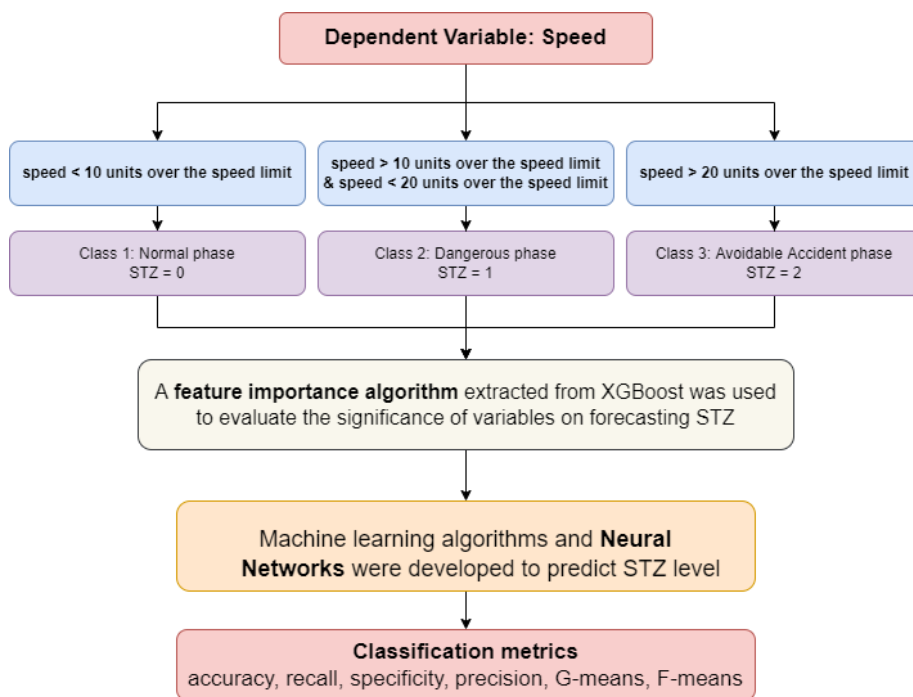 Dependent Variable: Speed
speed < 10 units over the speed limit
speed > 10 units over the speed limit
& speed < 20 units over the speed limit
speed > 20 units over the speed limit
Class 1: Normal phase
STZ = 0
Class 2: Dangerous phase
STZ = 1
Class 3: Avoidable Accident phase
STZ = 2
A feature importance algorithm extracted from XGBoost was used
to evaluate the significance of variables on forecasting STZ
Machine learning algorithms and Neural
Networks were developed to predict STZ level
Classification metrics
accuracy, recall, specificity, precision, G-means, F-means